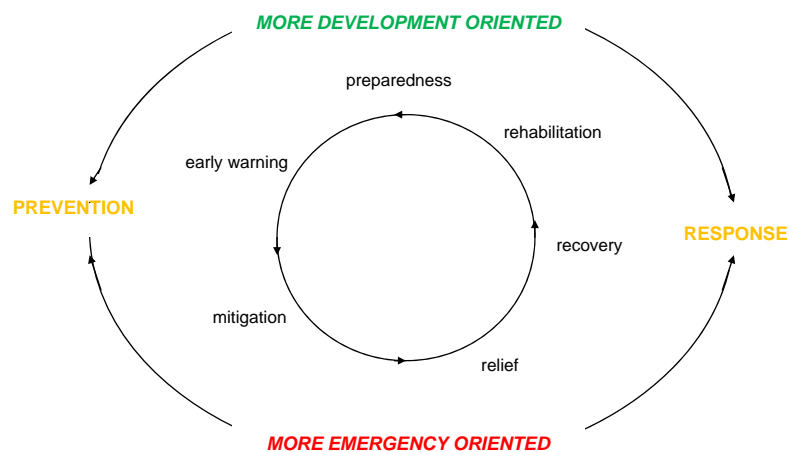 MORE DEVELOPMENT ORIENTED
preparedness
rehabilitation
early warning
PREVENTION
RESPONSE
recovery
mitigation
relief
MORE EMERGENCY ORIENTED